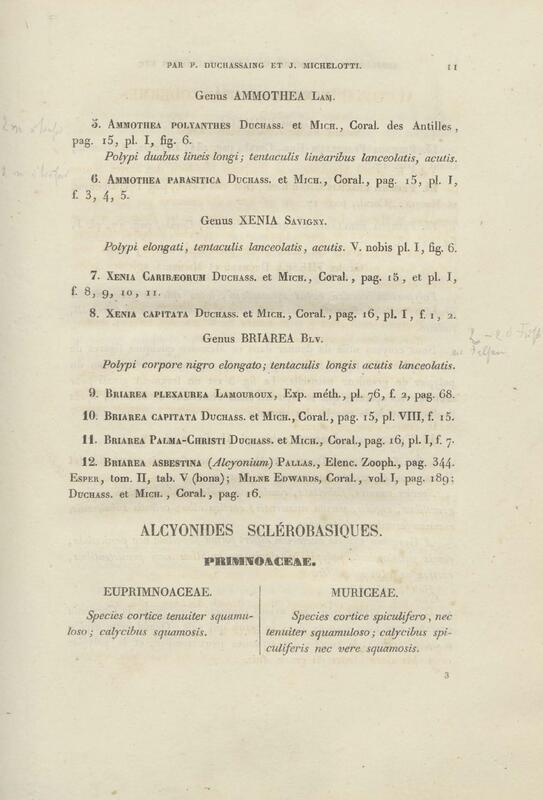 PAR P. DUCHASSAING ET J. MICHELOTTI. 11
Genus AMMOTHEA LAM.
5. AMMOTHEA POLYANTHES DUCHASS. et MICH., Coral. des Antilles,
pag. 15, pl. I, fig. 6.
Polypi duabus lineis longi; tentaculis linearibus lanceolatis, acutis.
6. AMMOTHEA PARASITICA DUCHASS. et MICH., Coral., pag. 15, pl. I,
f. 3, 4, 5.
Genus XENIA SAVIGNY.
Polypi elongati, tentaculis lanceolatis, acutis. V. nobis pl. I, fig. 6.
7. XENIA CARIBÆORUM DUCHASS. et MICH., Coral., pag. 15, et pl. I,
f. 8, 9, 10, 11.
8. XENIA CAPITATA DUCHASS. et MICH., Coral., pag. 16, pl. I, f. 1, 2.
Genus BRIAREA BLV.
Polypi corpore nigro elongato; tentaculis longis acutis lanceolatis.
9. BRIAREA PLEXAUREA LAMOUROUX, Exp. méth., pl. 76, f. 2, pag. 68.
10. BRIAREA CAPITATA DUCHASS. et MICH., Coral., pag. 15, pl. VIII, f. 15.
11. BRIAREA PALMA-CHRISTI DUCHASS. et MICH., Coral., pag. 16, pl. I, f. 7.
12. BRIAREA ASBESTINA (Alcyonium) PALLAS., Elenc. Zooph., pag. 344.
ESPER, tom. II, tab. V (bona); MILNE EDWARDS, Coral., vol. I, pag. 189;
DUCHASS. et MICH., Coral., pag. 16.
ALCYONIDES SCLÉROBASIQUES.
PRIMNOACEAE.
EUPRIMNOACEAE.
Species cortice tenuiter squamu-
loso; calycibus squamosis.
MURICEAE.
Species cortice spiculifero, nec
tenuiter squamuloso; calycibus spi-
culiferis nec vere squamosis.
3